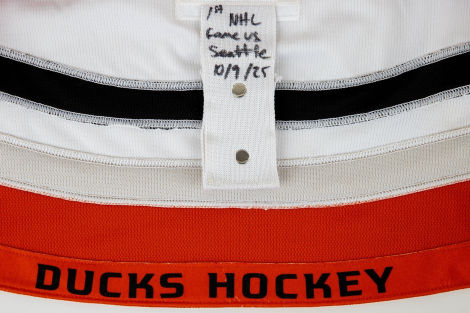 1ST NHL
Game vs
Seattle
10/9/25
DUCKS HOCKEY